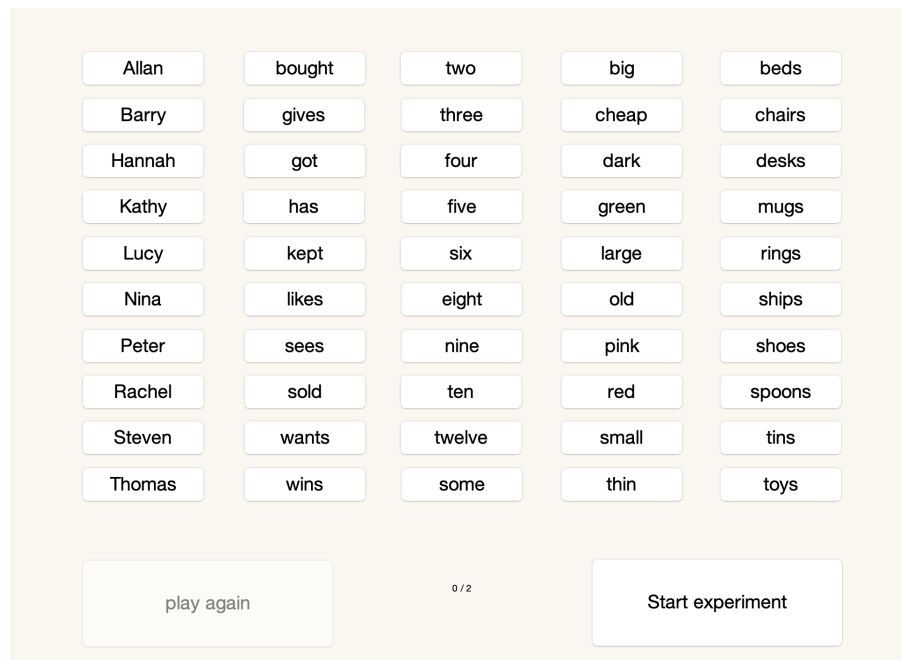 Allan bought two big beds
Barry gives three cheap chairs
Hannah got four dark desks
Kathy has five green mugs
Lucy kept six large rings
Nina likes eight old ships
Peter sees nine pink shoes
Rachel sold ten red spoons
Steven wants twelve small tins
Thomas wins some thin toys
play again 0 / 2 Start experiment